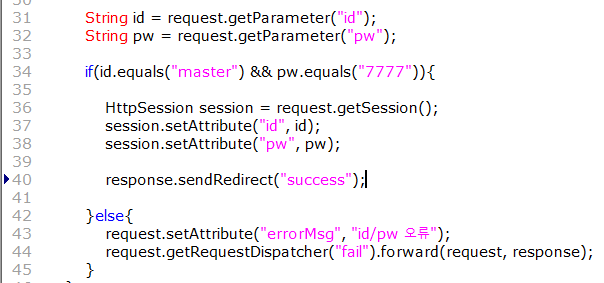 31 String id = request.getParameter("id");
32 String pw = request.getParameter("pw");
33
34 if(id.equals("master") && pw.equals("7777")){
35
36 HttpSession session = request.getSession();
37 session.setAttribute("id", id);
38 session.setAttribute("pw", pw);
39
40 response.sendRedirect("success");
41
42 }else{
43 request.setAttribute("errorMsg", "id/pw 오류");
44 request.getRequestDispatcher("fail").forward(request, response);
45 }